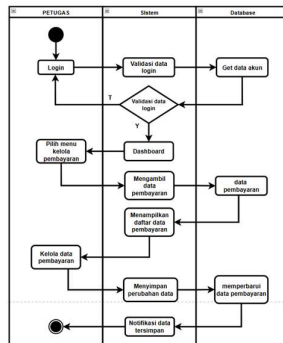 PETUGAS
Sistem
Database
Login
Validasi data
login
Get data akun
Validasi data
login
T
Y
Dashboard
Pilih menu
kelola
pembayaran
Mengambil
data
pembayaran
data
pembayaran
Menampilkan
daftar data
pembayaran
Kelola data
pembayaran
Menyimpan
perubahan data
memperbarui
data pembayaran
Notifikasi data
tersimpan